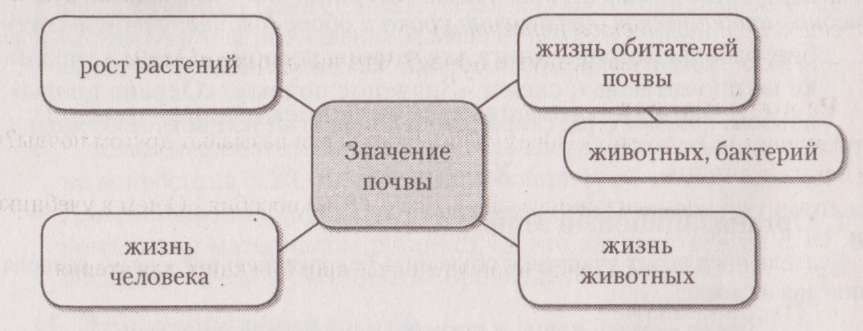 рост растений
жизнь обитателей
почвы
Значение
почвы
животных, бактерий
жизнь
человека
жизнь
животных